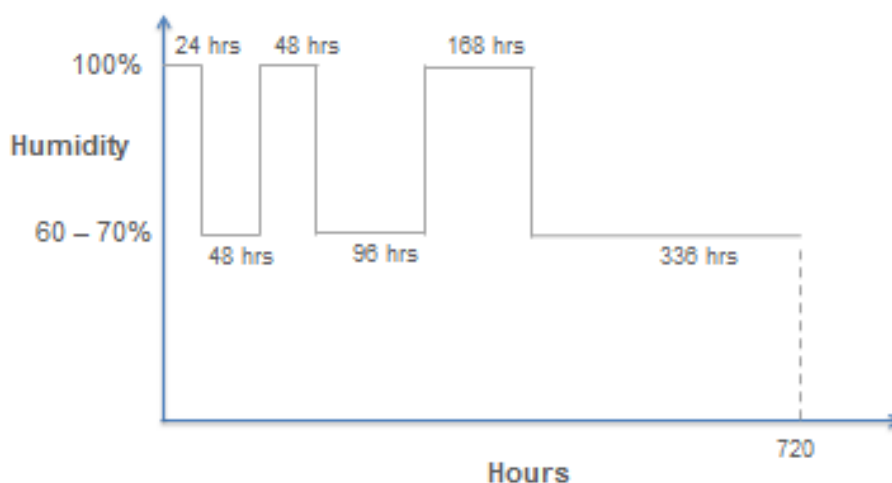 24 hrs
48 hrs
168 hrs
100%
Humidity
60 – 70%
48 hrs
96 hrs
336 hrs
720
Hours